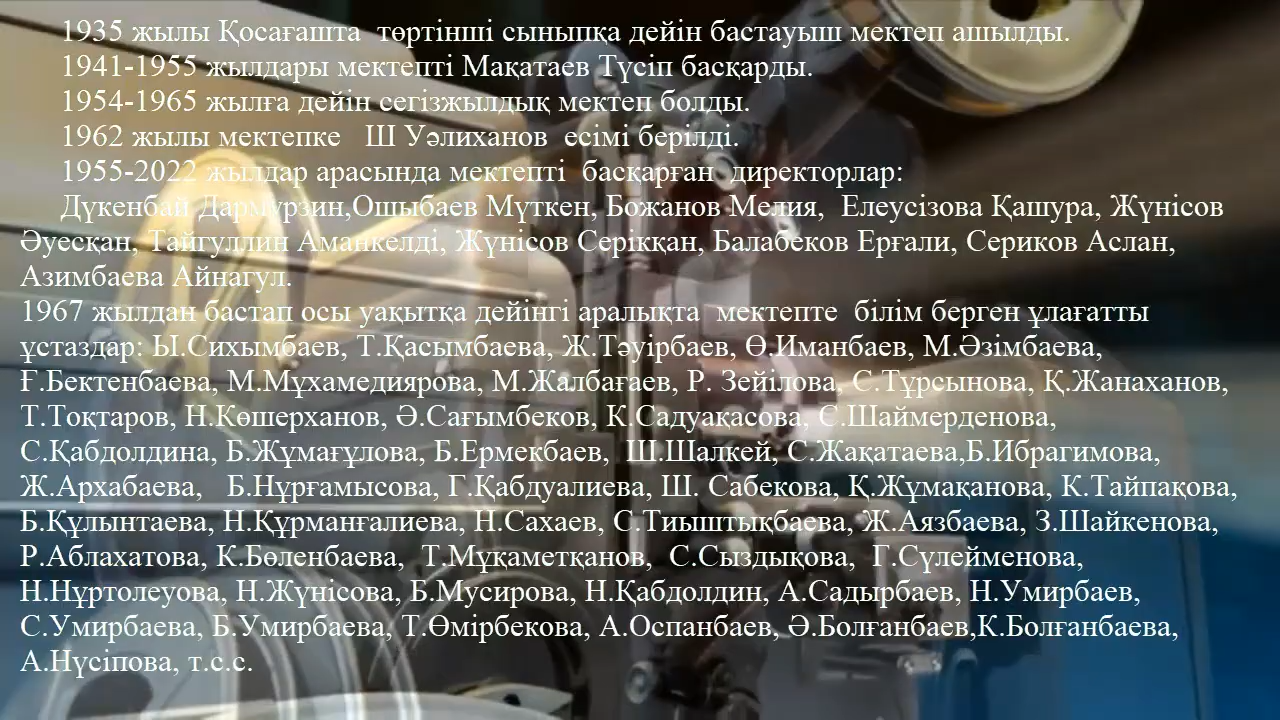 1935 жылы Қосағашта төртінші сыныпқа дейін бастауыш мектеп ашылды.
1941-1955 жылдары мектепті Мақатаев Түсіп басқарды.
1954-1965 жылға дейін сегізжылдық мектеп болды.
1962 жылы мектепке Ш Уәлиханов есімі берілді.
1955-2022 жылдар арасында мектепті басқарған директорлар:
Дүкенбай Дармурзин,Ошыбаев Мүткен, Божанов Мелия, Елеусізова Қашура, Жүнісов
Әуесқан, Тайгуллин Аманкелді, Жүнісов Серікқан, Балабеков Ерғали, Сериков Аслан,
Азимбаева Айнагул.
1967 жылдан бастап осы уақытқа дейінгі аралықта мектепте білім берген ұлағатты
ұстаздар: Ы.Сихымбаев, Т.Қасымбаева, Ж.Тәуірбаев, Ө.Иманбаев, М.Әзімбаева,
Ғ.Бектенбаева, М.Мұхамедиярова, М.Жалбағаев, Р. Зейілова, С.Тұрсынова, Қ.Жанаханов,
Т.Тоқтаров, Н.Көшерханов, Ә.Сағымбеков, К.Садуақасова, С.Шаймерденова,
С.Қабдолдина, Б.Жұмағұлова, Б.Ермекбаев, Ш.Шалкей, С.Жақатаева,Б.Ибрагимова,
Ж.Архабаева, Б.Нұрғамысова, Г.Қабдуалиева, Ш. Сабекова, Қ.Жұмақанова, К.Тайпақова,
Б.Құлынтаева, Н.Құрманғалиева, Н.Сахаев, С.Тиыштықбаева, Ж.Аязбаева, З.Шайкенова,
Р.Аблахатова, К.Бөленбаева, Т.Мұқаметқанов, С.Сыздықова, Г.Сүлейменова,
Н.Нұртолеуова, Н.Жүнісова, Б.Мусирова, Н.Қабдолдин, А.Садырбаев, Н.Умирбаев,
С.Умирбаева, Б.Умирбаева, Т.Өмірбекова, А.Оспанбаев, Ә.Болғанбаев,К.Болғанбаева,
А.Нүсіпова, т.с.с.